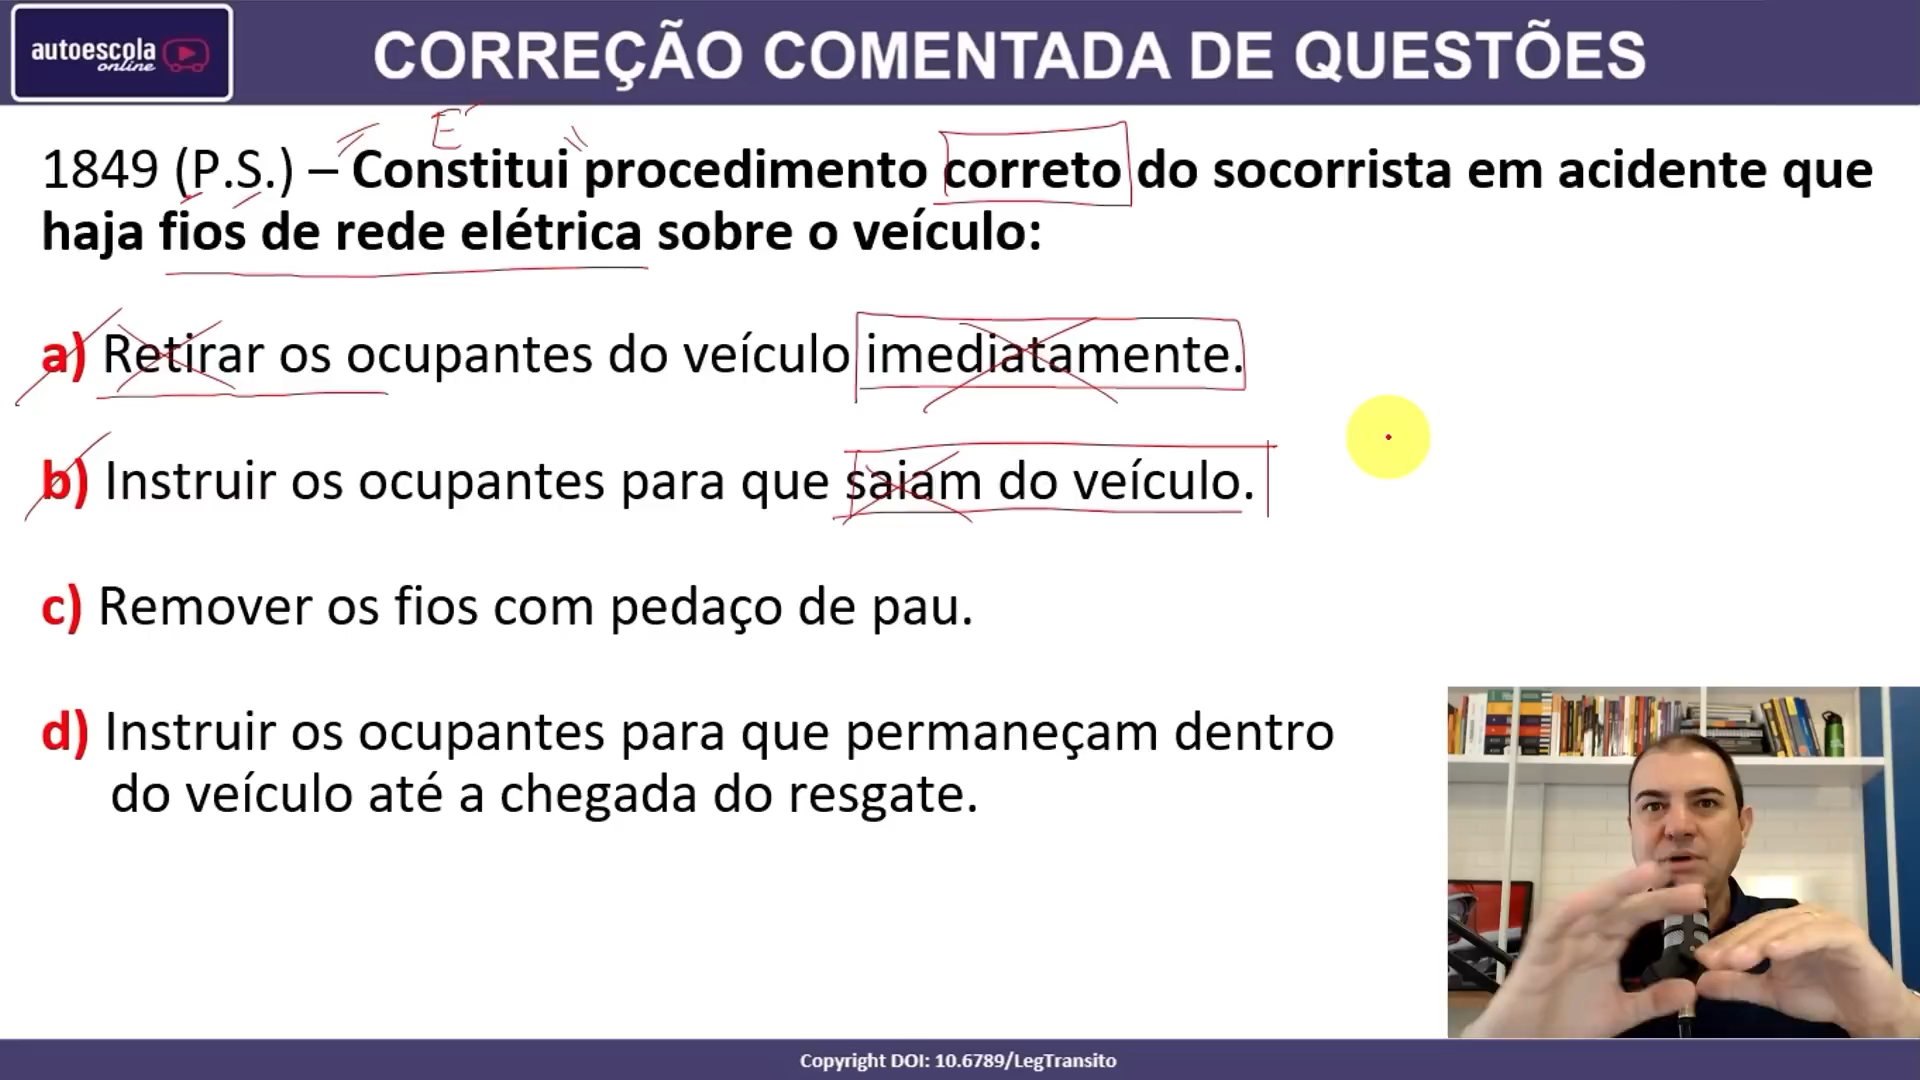 autoescola
online
CORREÇÃO COMENTADA DE QUESTÕES
E
1849 (P.S.) – Constitui procedimento correto do socorrista em acidente que
haja fios de rede elétrica sobre o veículo:
a) Retirar os ocupantes do veículo imediatamente.
b) Instruir os ocupantes para que saiam do veículo.
c) Remover os fios com pedaço de pau.
d) Instruir os ocupantes para que permaneçam dentro
do veículo até a chegada do resgate.
Copyright DOI: 10.6789/LegTransito